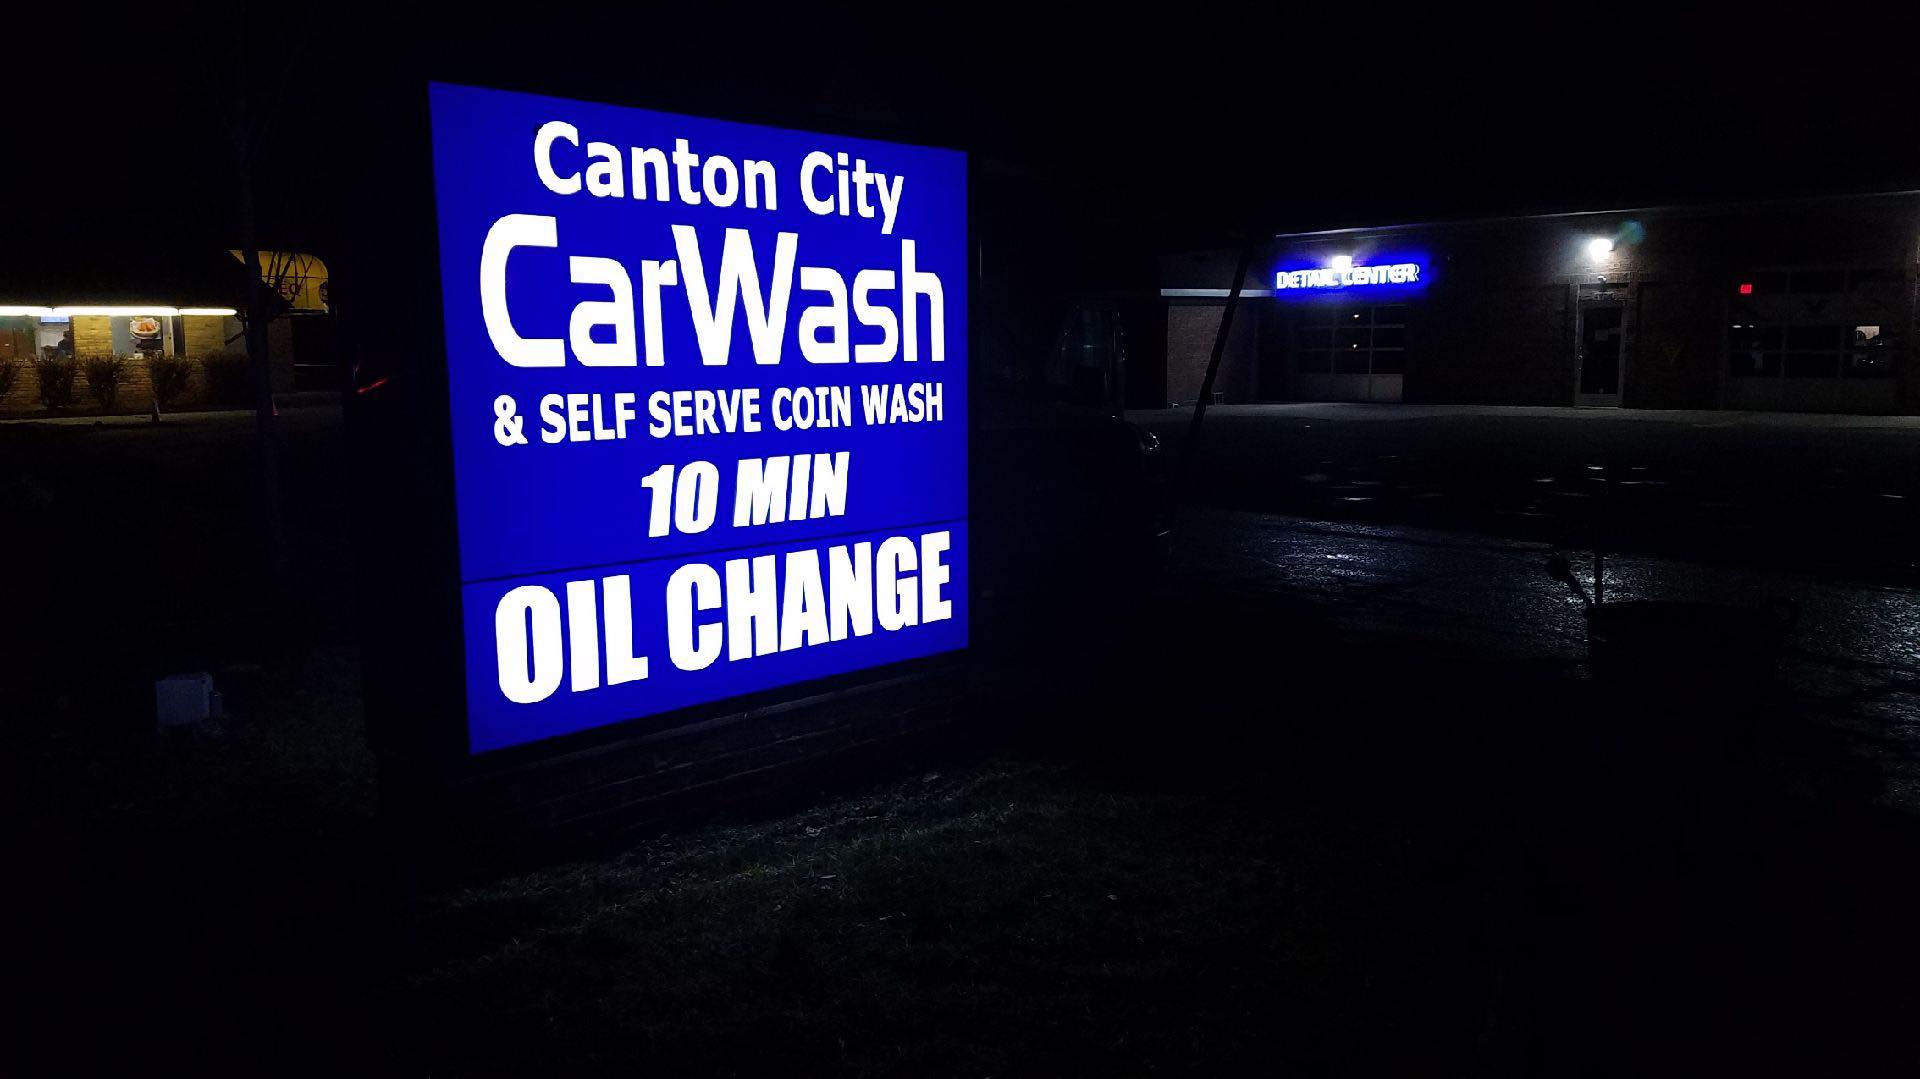 Canton City
CarWash
& SELF SERVE COIN WASH
10 MIN
OIL CHANGE
DETAIL CENTER